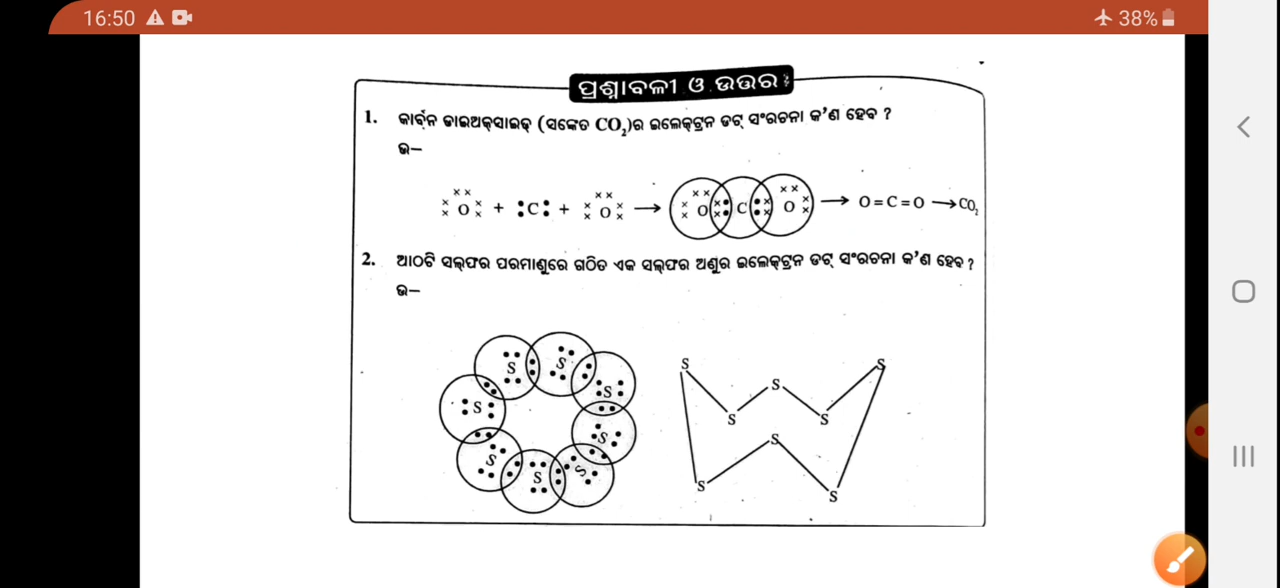 16:50
38%
ପ୍ରଶ୍ନାବଳୀ ଓ ଉତ୍ତର :
1. କାର୍ବନ ଡାଇଅକ୍‌ସାଇଡ୍ (ସଙ୍କେତ CO₂)ର ଇଲେକ୍ଟ୍ରନ ଡଟ୍ ସଂରଚନା କ'ଣ ହେବ ?
ଉ—
O + C + O → O C O → O = C = O → CO₂
2. ଆଠଟି ସଲ୍‌ଫର ପରମାଣୁରେ ଗଠିତ ଏକ ସଲ୍‌ଫର ଅଣୁର ଇଲେକ୍ଟ୍ରନ ଡଟ୍ ସଂରଚନା କ'ଣ ହେବ ?
ଉ—
S S S S S S S S
S S S S S S S S